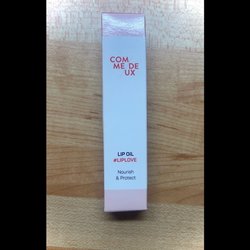 COM
ME DE
UX
LIP OIL
#LIPLOVE
Nourish
& Protect